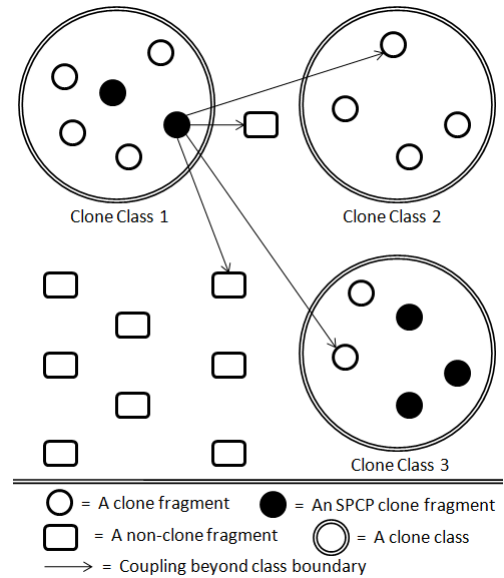 Clone Class 1
Clone Class 2
Clone Class 3
= A clone fragment
= An SPCP clone fragment
= A non-clone fragment
= A clone class
= Coupling beyond class boundary